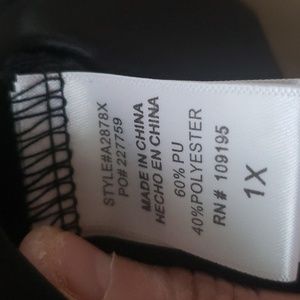 STYLE#A2878X
PO# 227759
MADE IN CHINA
HECHO EN CHINA
60% PU
40%POLYESTER
RN# 109195
1X